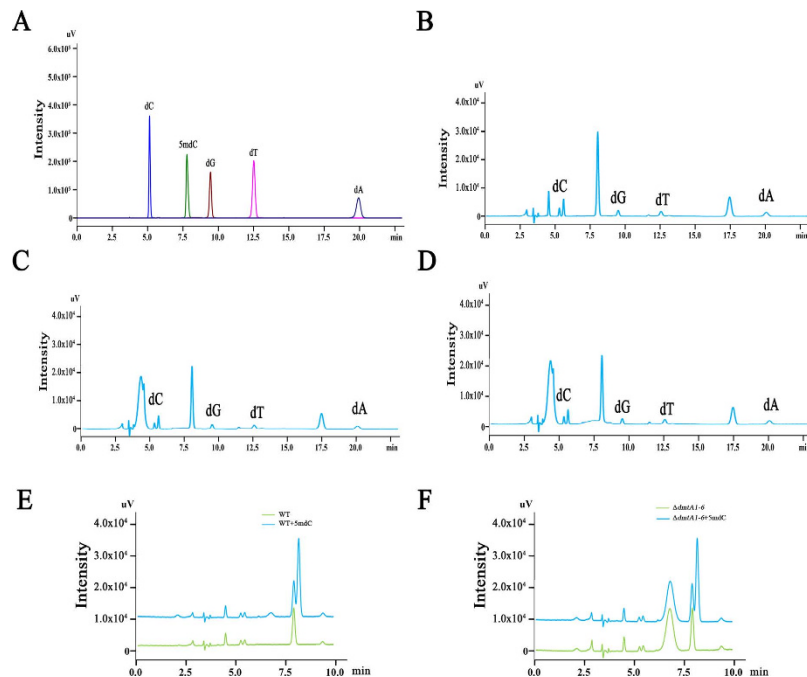 A
uV
6.0x10⁵
5.0x10⁵
4.0x10⁵
3.0x10⁵
2.0x10⁵
1.0x10⁵
0
Intensity
dC
5mdC
dG
dT
dA
0.0 2.5 5.0 7.5 10.0 12.5 15.0 17.5 20.0 min
B
uV
4.0x10⁴
3.0x10⁴
2.0x10⁴
1.0x10⁴
0
Intensity
dC
dG
dT
dA
0.0 2.5 5.0 7.5 10.0 12.5 15.0 17.5 20.0 min
C
uV
4.0x10⁴
3.0x10⁴
2.0x10⁴
1.0x10⁴
0
Intensity
dC
dG
dT
dA
0.0 2.5 5.0 7.5 10.0 12.5 15.0 17.5 20.0 min
D
uV
4.0x10⁴
3.0x10⁴
2.0x10⁴
1.0x10⁴
0
Intensity
dC
dG
dT
dA
0.0 2.5 5.0 7.5 10.0 12.5 15.0 17.5 20.0 min
E
uV
WT
WT+5mdC
4.0x10⁴
3.0x10⁴
2.0x10⁴
1.0x10⁴
0
Intensity
0.0 2.5 5.0 7.5 10.0 min
F
uV
ΔdmtA1-6
ΔdmtA1-6+5mdC
4.0x10⁴
3.0x10⁴
2.0x10⁴
1.0x10⁴
0
Intensity
0.0 2.5 5.0 7.5 10.0 min